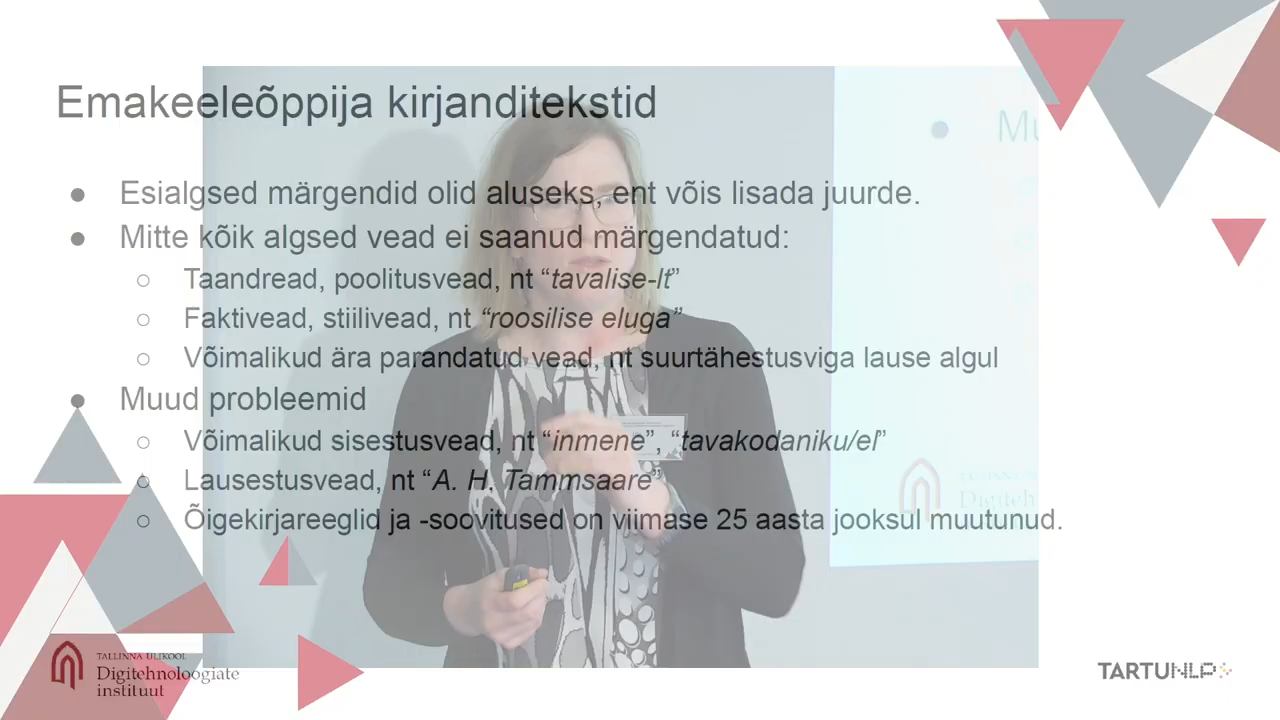 Emakeeleõppija kirjanditekstid
● Esialgsed märgendid olid aluseks, ent võis lisada juurde.
● Mitte kõik algsed vead ei saanud märgendatud:
○ Taandread, poolitusvead, nt “tavalise-lt”
○ Faktivead, stiilivead, nt “roosilise eluga”
○ Võimalikud ära parandatud vead, nt suurtähestusviga lause algul
● Muud probleemid
○ Võimalikud sisestusvead, nt “inmene”, “tavakodaniku/el”
○ Lausestusvead, nt “A. H. Tammsaare”
○ Õigekirjareeglid ja -soovitused on viimase 25 aasta jooksul muutunud.
● Mu
Digitehn
TALLINNA ÜLIKOOL
Digitehnoloogiate
instituut
TARTUNLP